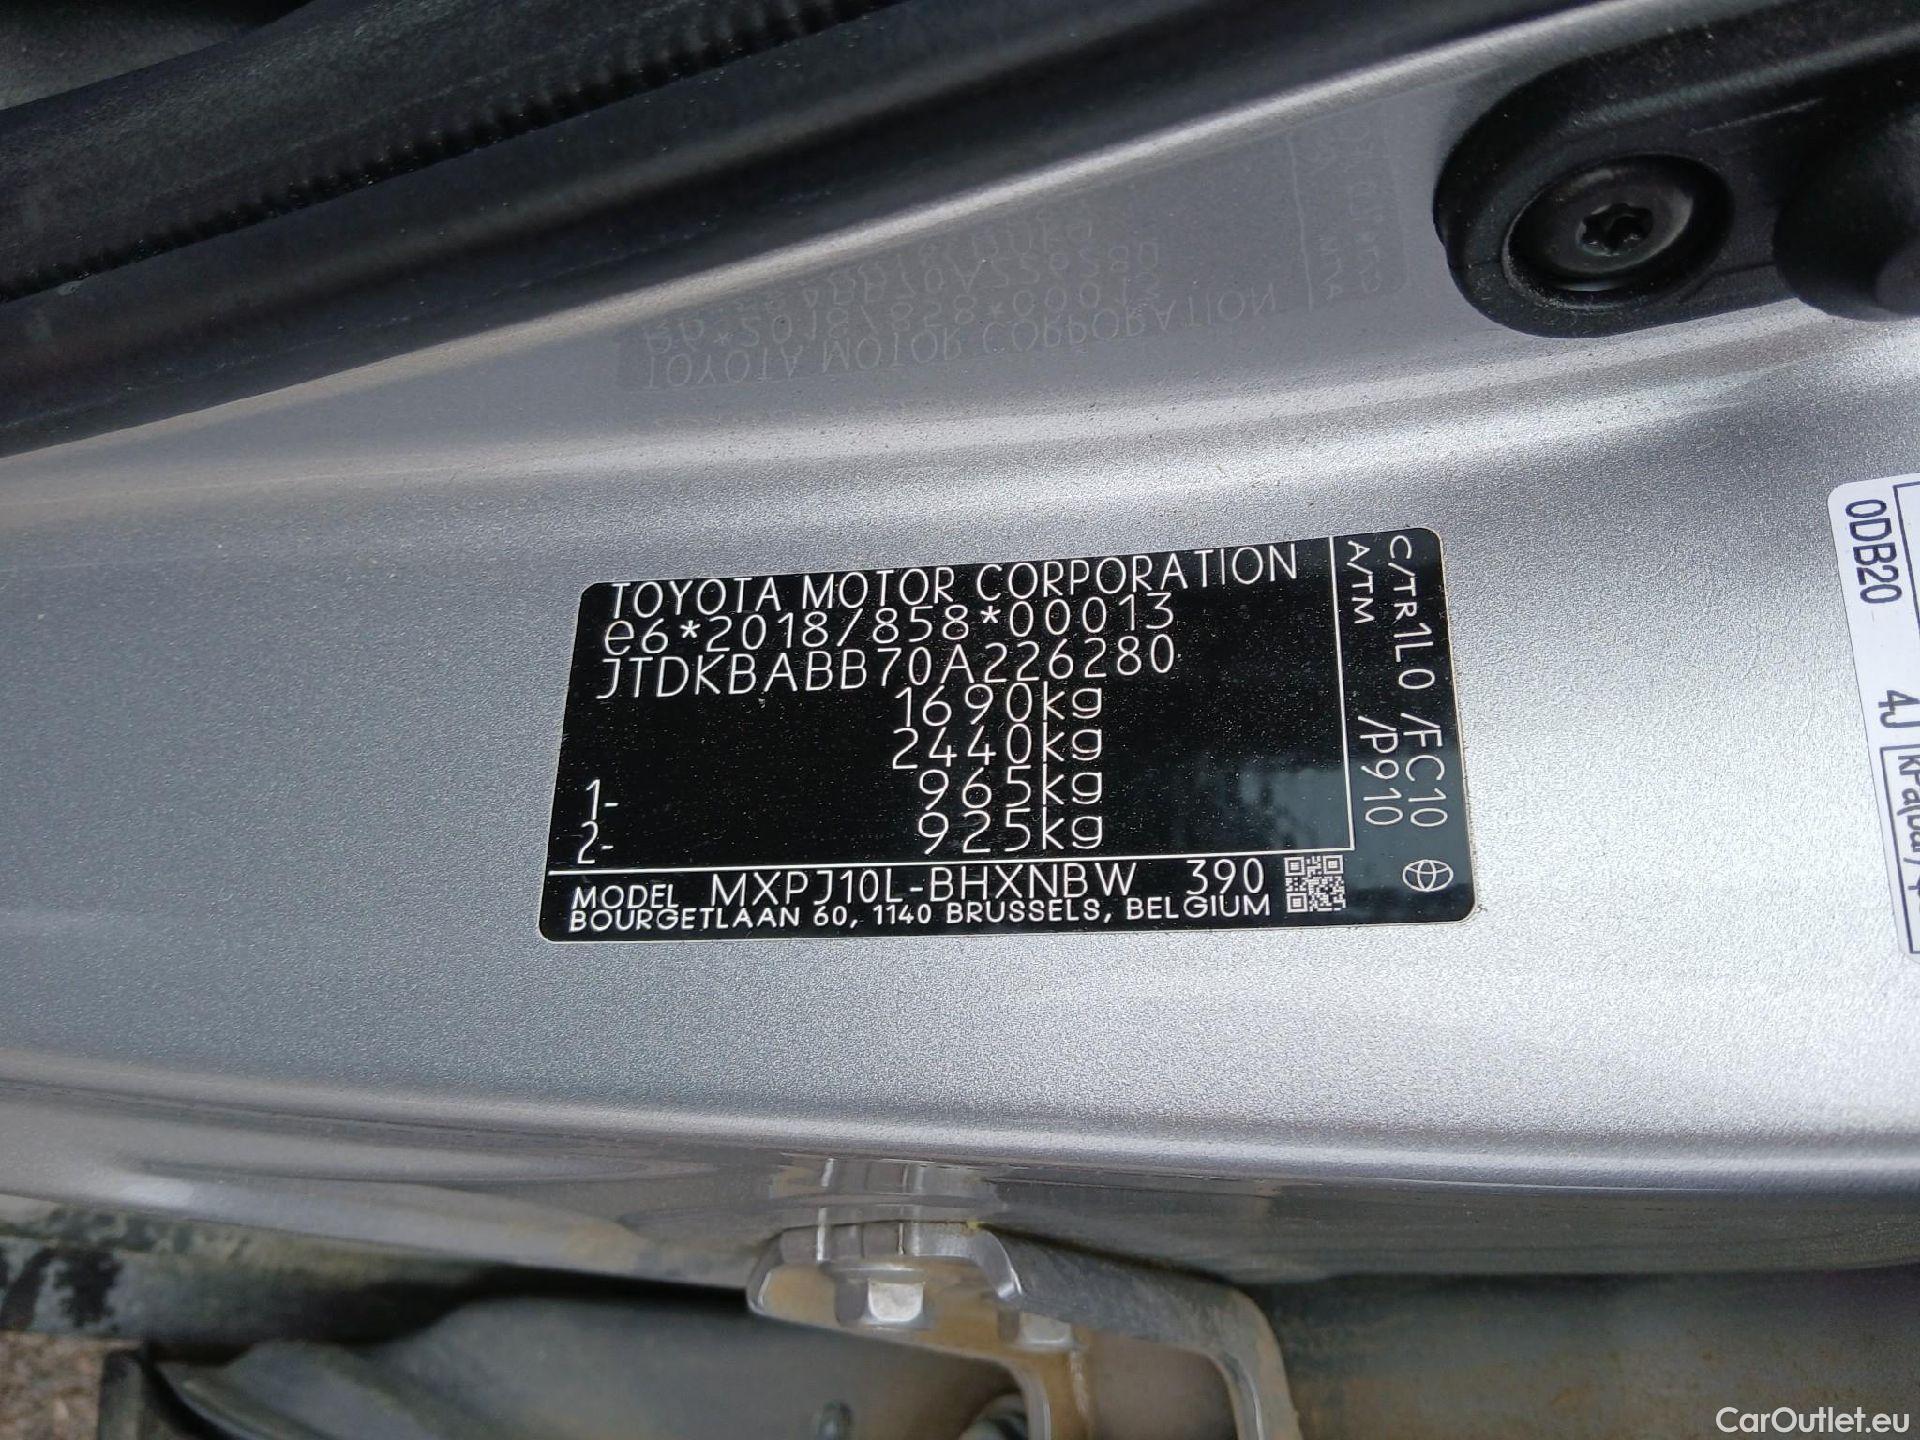 TOYOTA MOTOR CORPORATION
e6*2018/858*00013
JTDKBABB70A226280
1690kg
2440kg
1- 965kg
2- 925kg
C/TR 1L0 /FC10
A/TM /P910
MODEL MXPJ10L-BHXNBW 390
BOURGETLAAN 60, 1140 BRUSSELS, BELGIUM
0DB20 4J
CarOutlet.eu